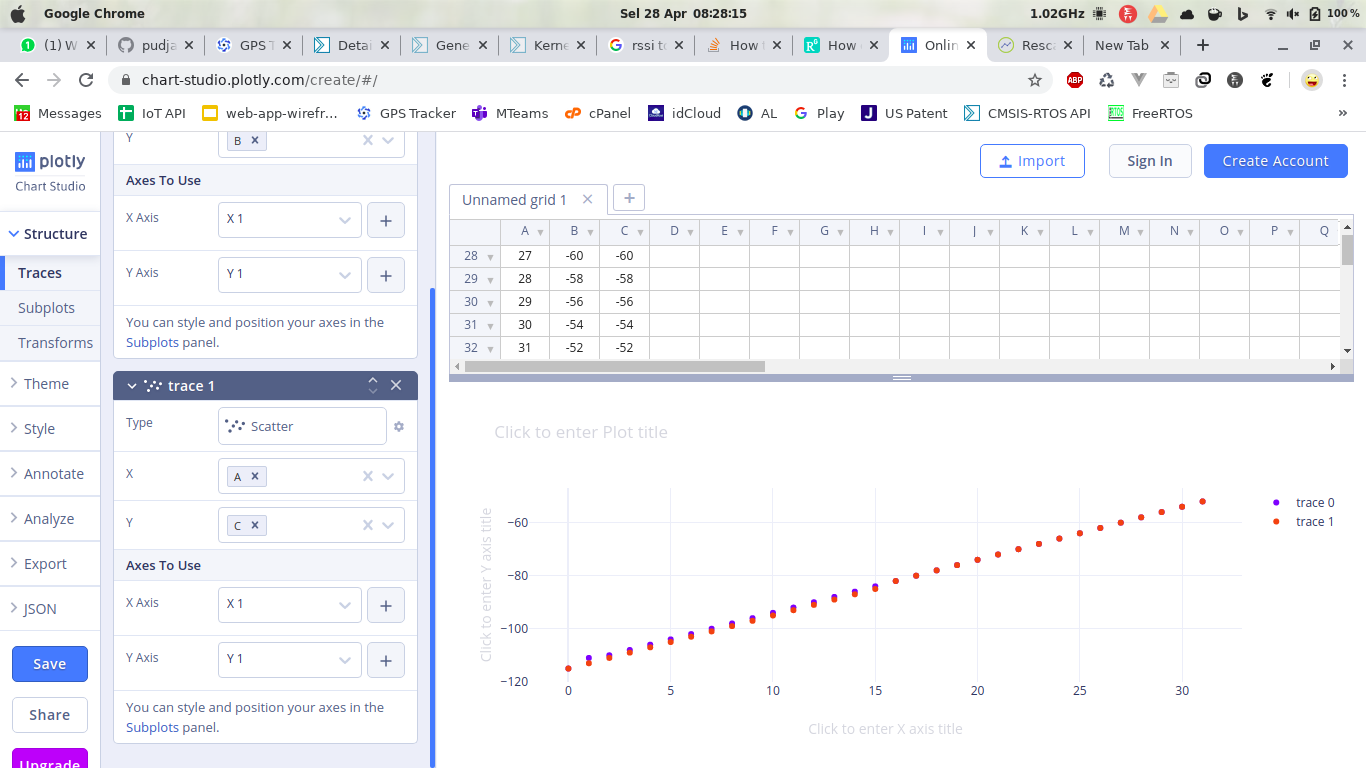 Google Chrome
Sel 28 Apr 08:28:15
1.02GHz
100 %
(1) W
pudja
GPS T
Detai
Gene
Kerne
rssi to
How t
How
Onlin
Resca
New Tab
chart-studio.plotly.com/create/#/
ABP
12
Messages
IoT API
web-app-wirefr...
GPS Tracker
MTeams
cPanel
idCloud
AL
Play
US Patent
CMSIS-RTOS API
FreeRTOS
»
plotly
Chart Studio
Structure
Traces
Subplots
Transforms
Theme
Style
Annotate
Analyze
Export
JSON
Save
Share
Upgrade
Y
B
Axes To Use
X Axis
X 1
Y Axis
Y 1
You can style and position your axes in the
Subplots panel.
trace 1
Type
Scatter
X
A
Y
C
Axes To Use
X Axis
X 1
Y Axis
Y 1
You can style and position your axes in the
Subplots panel.
Import
Sign In
Create Account
Unnamed grid 1
A B C D E F G H I J K L M N O P Q
28 27 -60 -60
29 28 -58 -58
30 29 -56 -56
31 30 -54 -54
32 31 -52 -52
Click to enter Plot title
Click to enter Y axis title
−60
−80
−100
−120
0 5 10 15 20 25 30
Click to enter X axis title
trace 0
trace 1